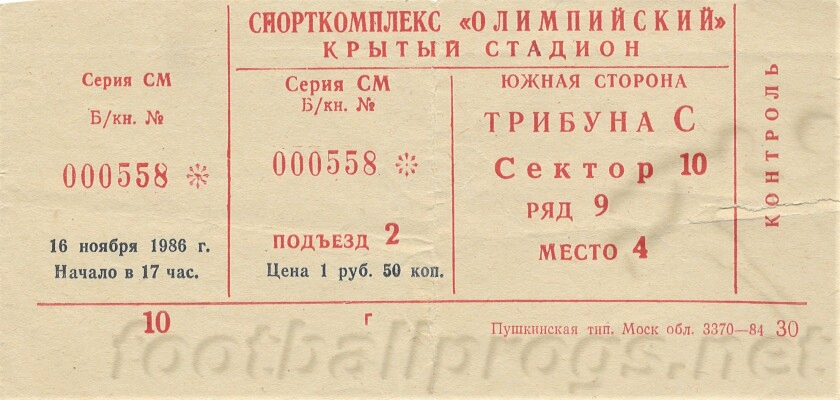 СПОРТКОМПЛЕКС «ОЛИМПИЙСКИЙ»
КРЫТЫЙ СТАДИОН
Серия СМ
Б/кн. №
000558 *
16 ноября 1986 г.
Начало в 17 час.
10
Серия СМ
Б/кн. №
000558 *
ПОДЪЕЗД 2
Цена 1 руб. 50 коп.
г
ЮЖНАЯ СТОРОНА
ТРИБУНА С
Сектор 10
РЯД 9
МЕСТО 4
КОНТРОЛЬ
Пушкинская тип. Моск обл. 3370—84 30
footballprogs.net